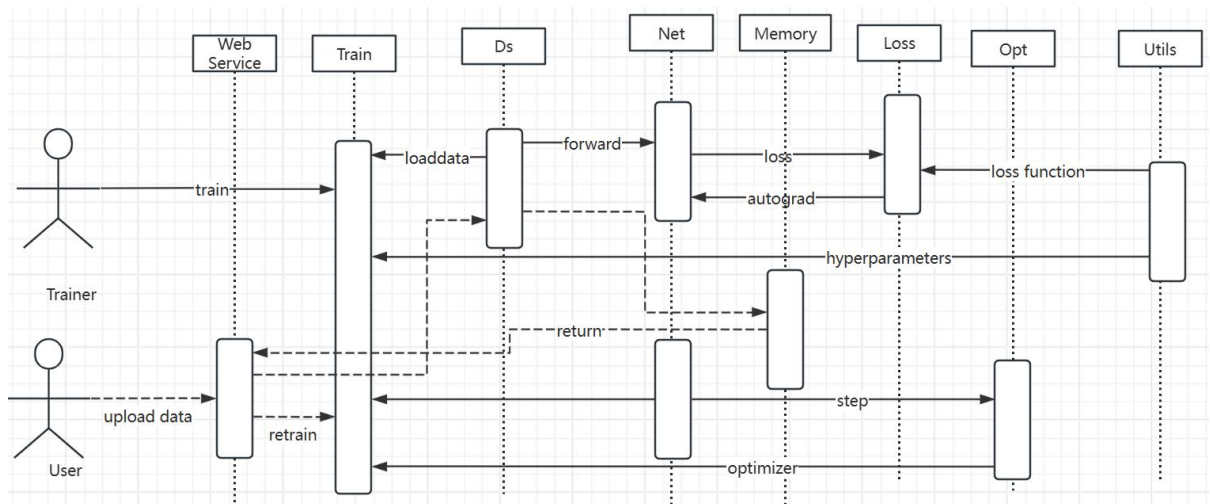 Web
Service
Train
Ds
Net
Memory
Loss
Opt
Utils
forward
loaddata
loss
loss function
train
autograd
hyperparameters
Trainer
return
upload data
step
retrain
User
optimizer